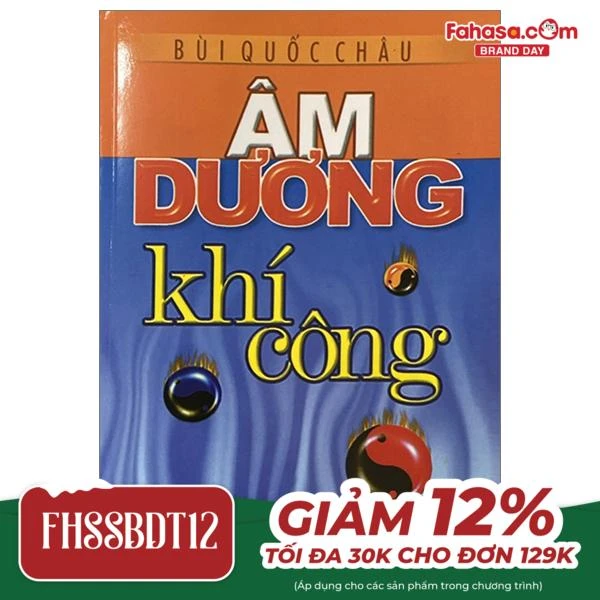 Fahasa.com
BRAND DAY
BÙI QUỐC CHÂU
ÂM
DƯƠNG
khí
công
FHSSBDT12
GIẢM 12%
TỐI ĐA 30K CHO ĐƠN 129K
(Áp dụng cho các sản phẩm trong chương trình)